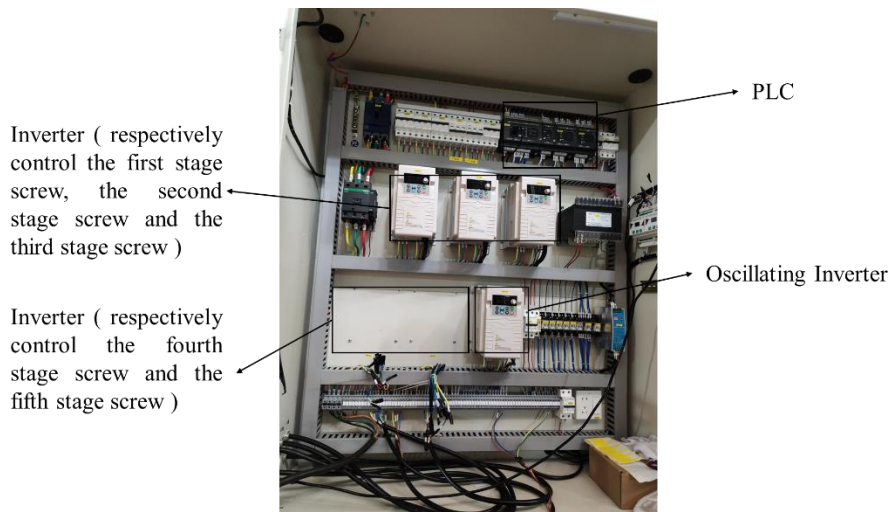 PLC
Inverter ( respectively
control the first stage
screw, the second
stage screw and the
third stage screw )
Oscillating Inverter
Inverter ( respectively
control the fourth
stage screw and the
fifth stage screw )